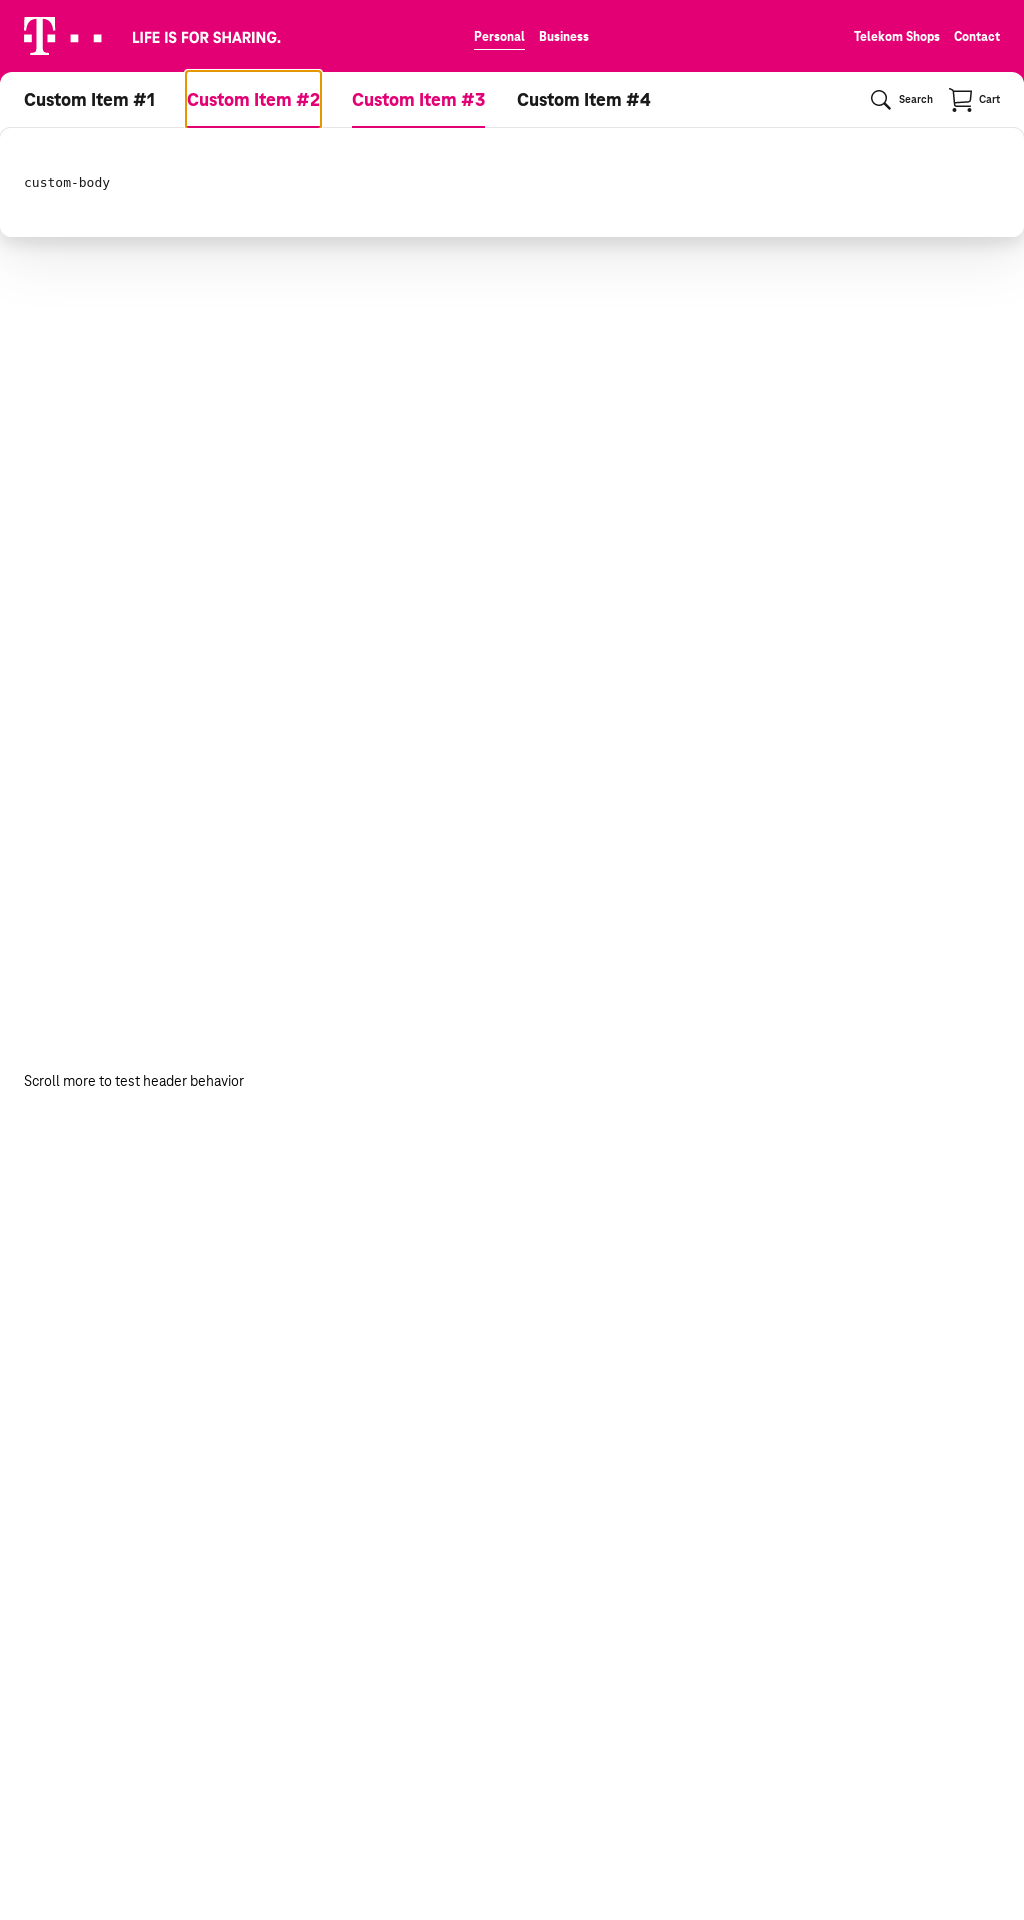 T
LIFE IS FOR SHARING.
Personal Business
Telekom Shops Contact
Custom Item #1 Custom Item #2 Custom Item #3 Custom Item #4
Search Cart
custom-body
Scroll more to test header behavior